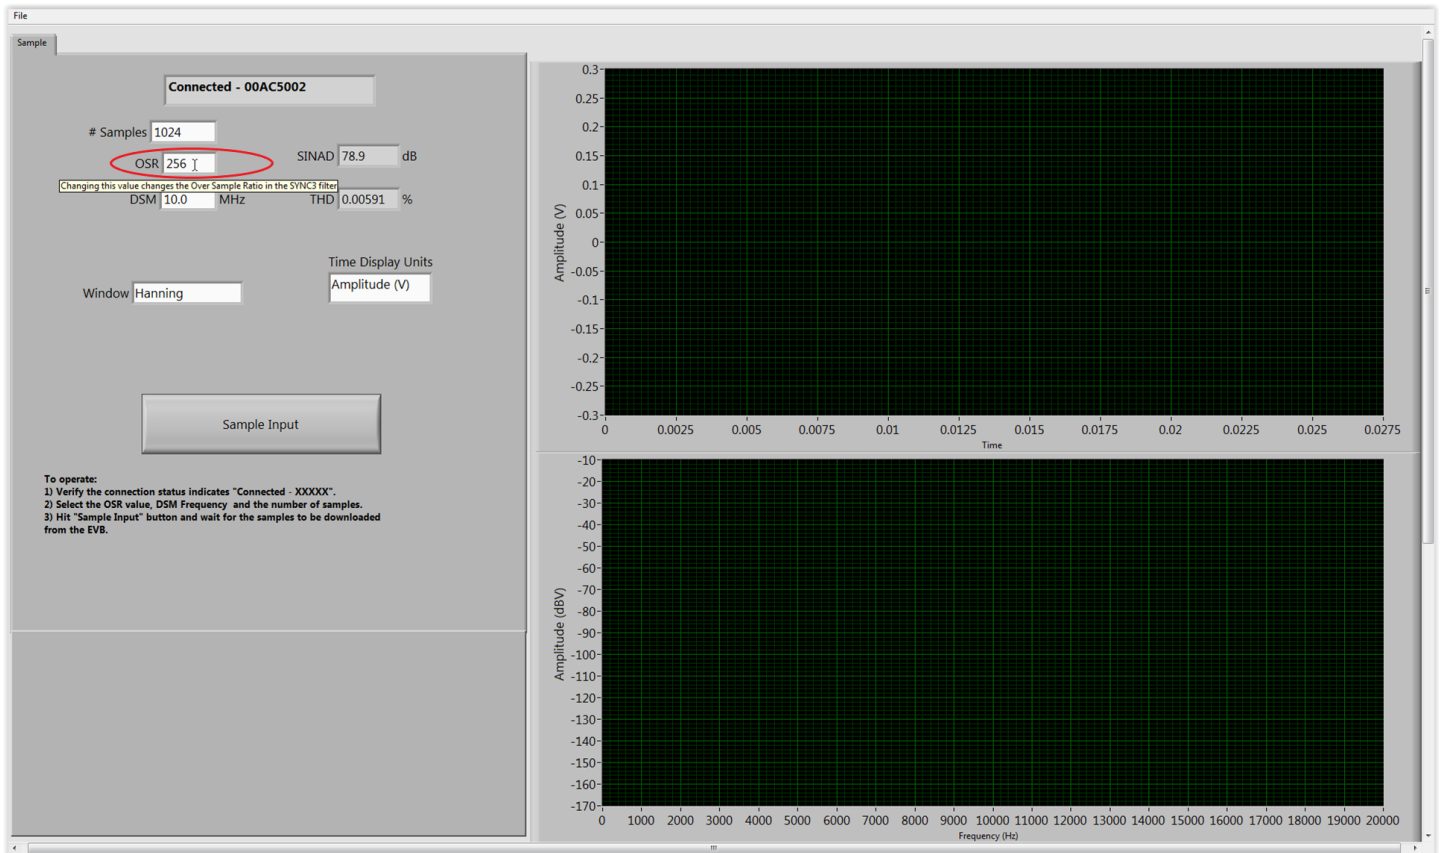 File
Sample
Connected - 00AC5002
# Samples 1024
OSR 256
SINAD 78.9 dB
Changing this value changes the Over Sample Ratio in the SYNC3 filter
DSM 10.0 MHz
THD 0.00591 %
Time Display Units
Amplitude (V)
Window Hanning
Sample Input
To operate:
1) Verify the connection status indicates "Connected - XXXXX".
2) Select the OSR value, DSM Frequency and the number of samples.
3) Hit "Sample Input" button and wait for the samples to be downloaded
from the EVB.
Amplitude (V)
0.3
0.25
0.2
0.15
0.1
0.05
0
-0.05
-0.1
-0.15
-0.2
-0.25
-0.3
0 0.0025 0.005 0.0075 0.01 0.0125 0.015 0.0175 0.02 0.0225 0.025 0.0275
Time
Amplitude (dBV)
-10
-20
-30
-40
-50
-60
-70
-80
-90
-100
-110
-120
-130
-140
-150
-160
-170
0 1000 2000 3000 4000 5000 6000 7000 8000 9000 10000 11000 12000 13000 14000 15000 16000 17000 18000 19000 20000
Frequency (Hz)